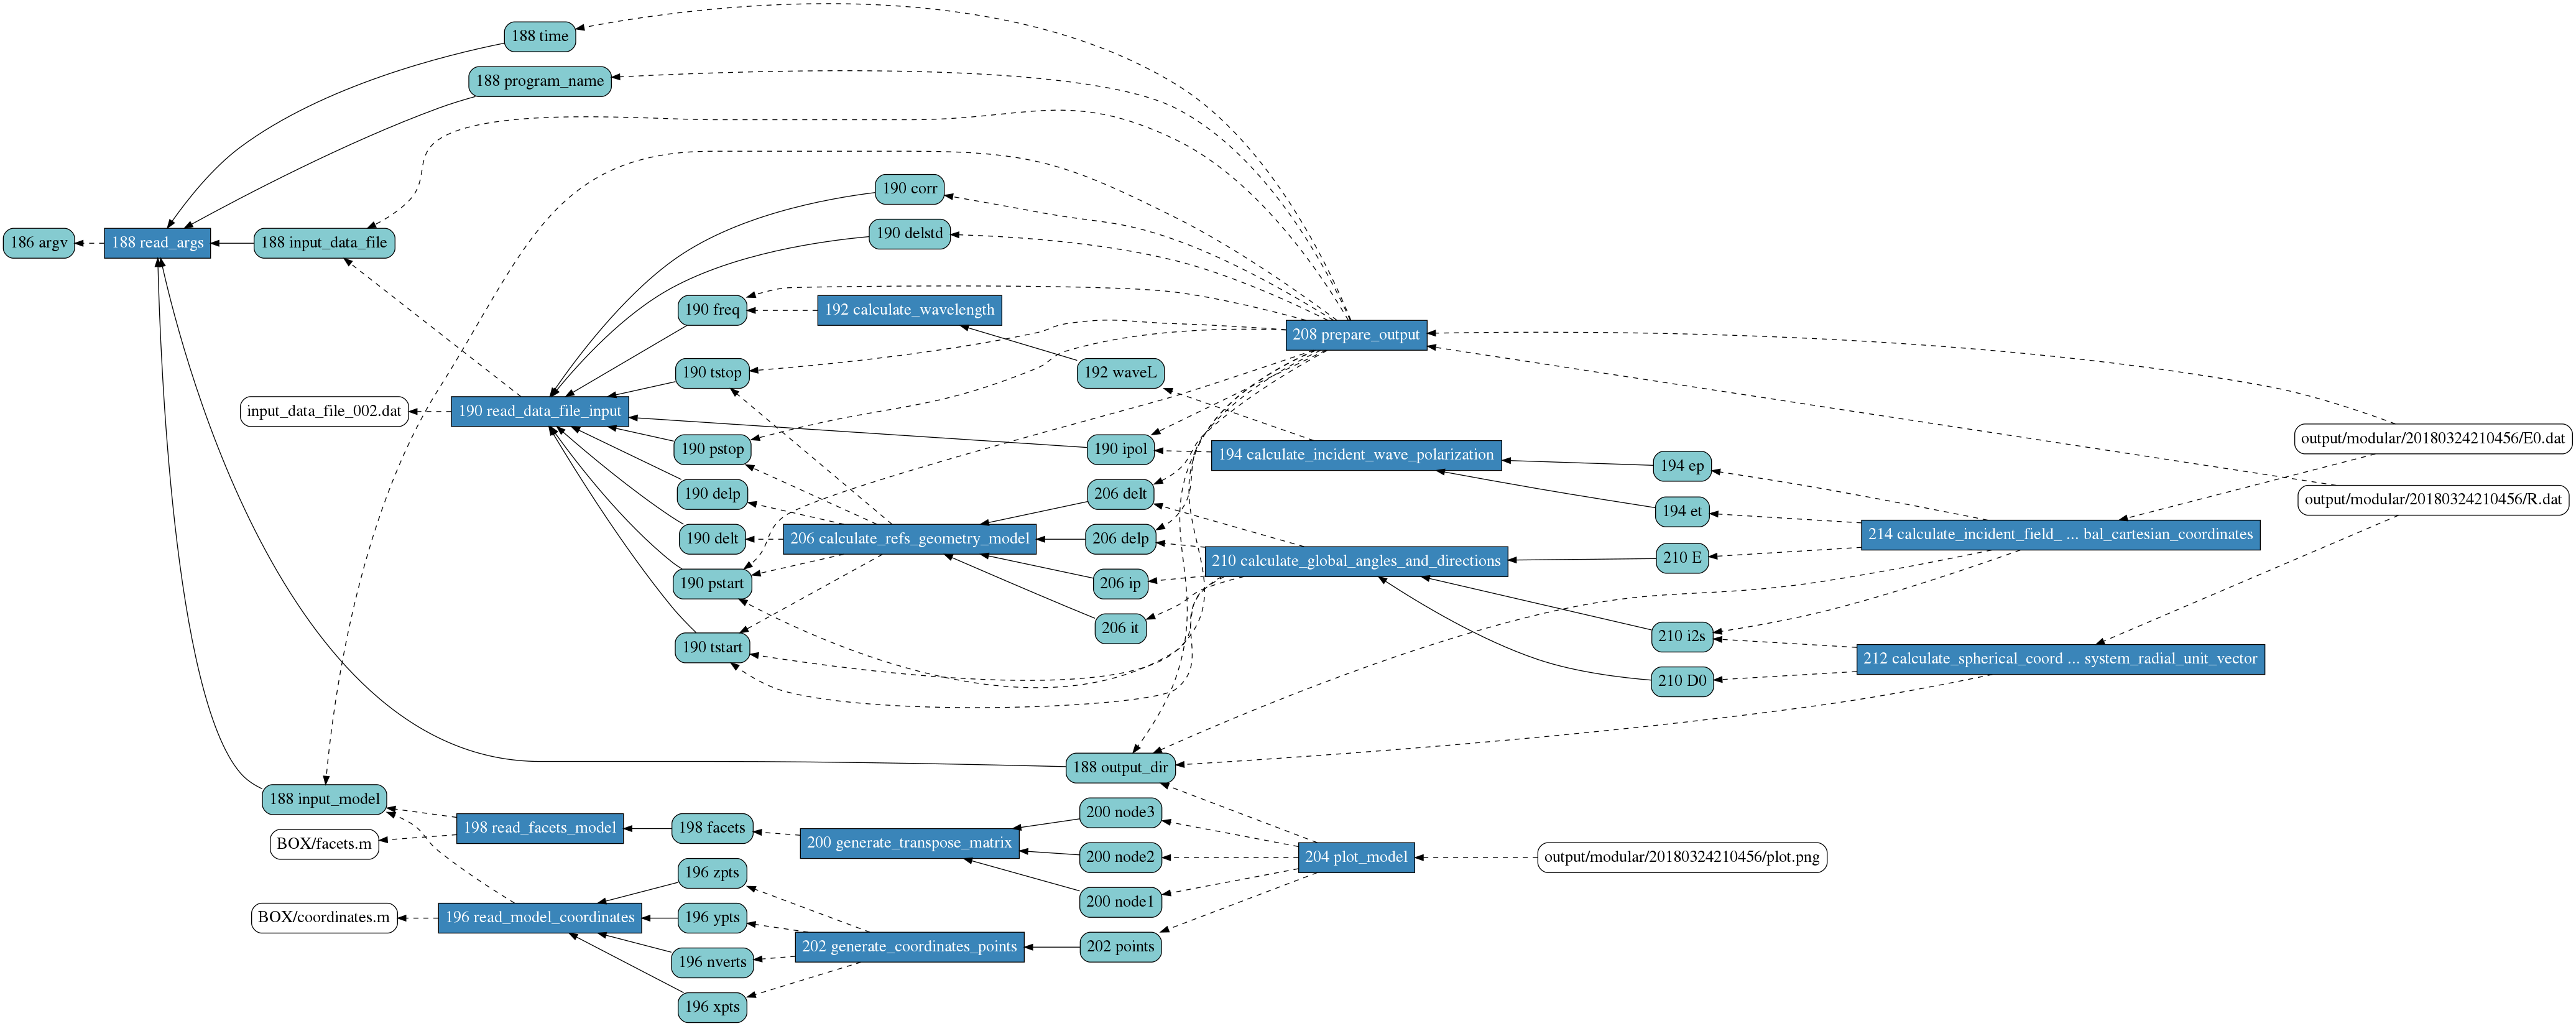 188 time
188 program_name
190 corr
186 argv
188 read_args
188 input_data_file
190 delstd
190 freq
192 calculate_wavelength
208 prepare_output
190 tstop
192 waveL
input_data_file_002.dat
190 read_data_file_input
output/modular/20180324210456/E0.dat
190 pstop
190 ipol
194 calculate_incident_wave_polarization
194 ep
190 delp
206 delt
output/modular/20180324210456/R.dat
194 et
190 delt
206 calculate_refs_geometry_model
206 delp
214 calculate_incident_field_ ... bal_cartesian_coordinates
210 calculate_global_angles_and_directions
210 E
190 pstart
206 ip
206 it
210 i2s
190 tstart
212 calculate_spherical_coord ... system_radial_unit_vector
210 D0
188 output_dir
188 input_model
200 node3
198 read_facets_model
198 facets
BOX/facets.m
200 generate_transpose_matrix
200 node2
204 plot_model
output/modular/20180324210456/plot.png
196 zpts
200 node1
BOX/coordinates.m
196 read_model_coordinates
196 ypts
202 generate_coordinates_points
202 points
196 nverts
196 xpts